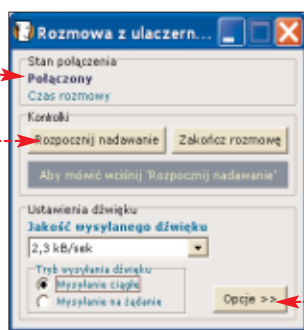 Rozmowa z ulaczern...
Stan połączenia
Połączony
Czas rozmowy
Kontrolki
Rozpocznij nadawanie Zakończ rozmowę
Aby mówić wciśnij 'Rozpocznij nadawanie'
Ustawienia dźwięku
Jakość wysyłanego dźwięku
2,3 kB/sek
Tryb wysyłania dźwięku
Wysyłanie ciągłe
Wysyłanie na żądanie
Opcje >>